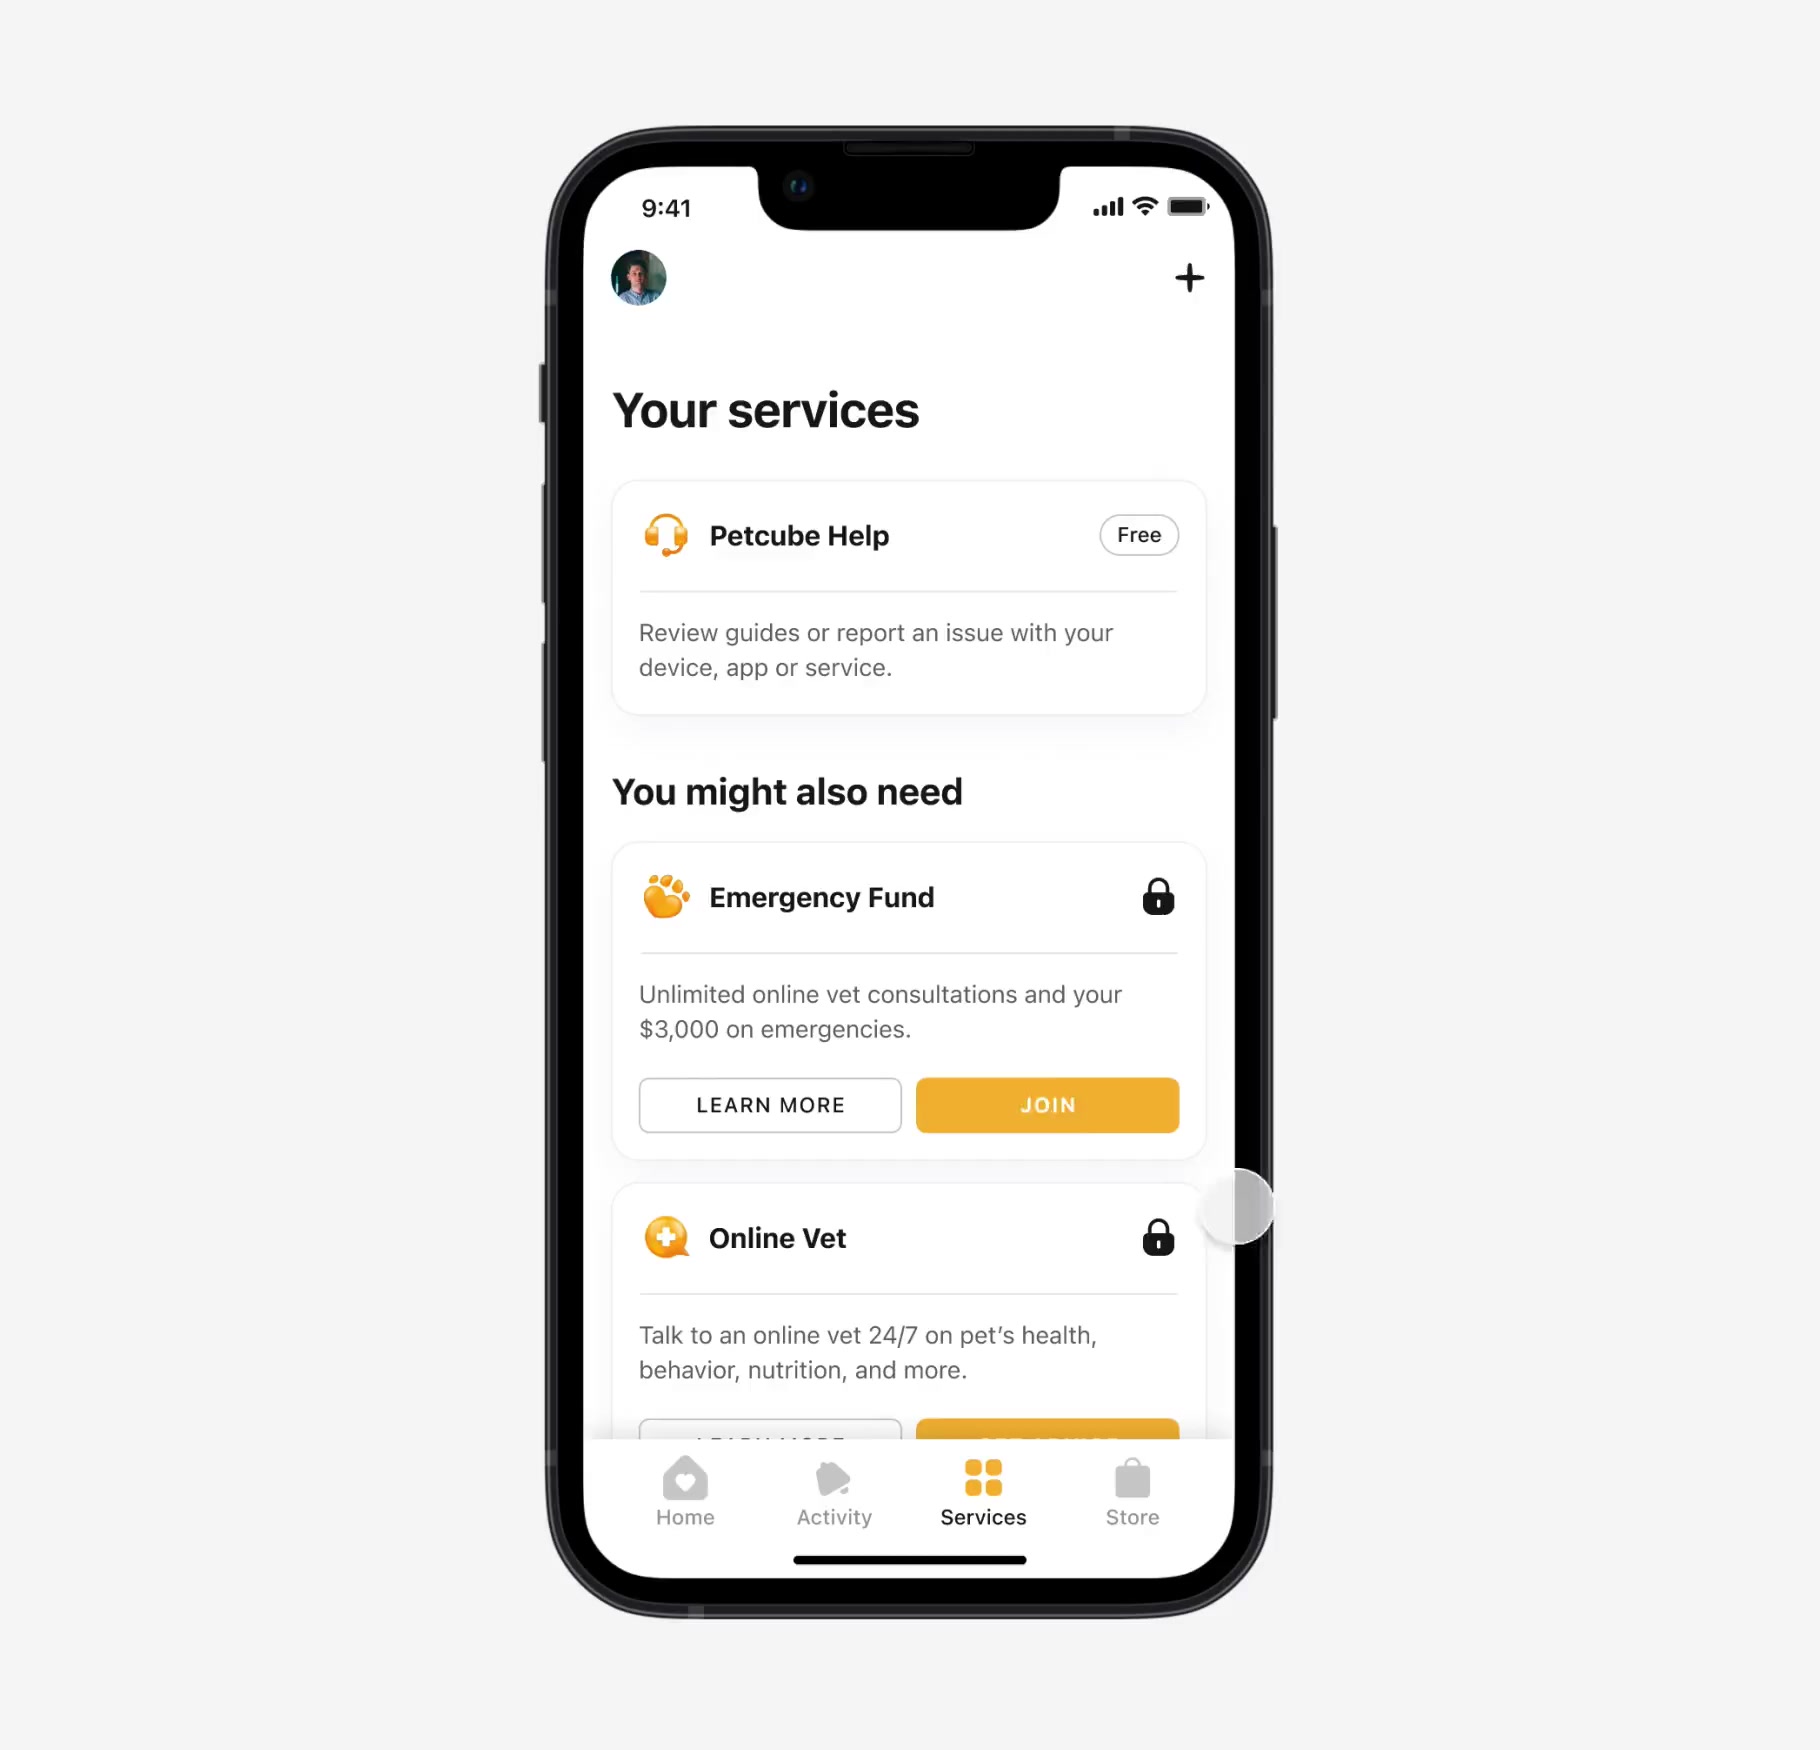 9:41
Your services
Petcube Help
Free
Review guides or report an issue with your
device, app or service.
You might also need
Emergency Fund
Unlimited online vet consultations and your
$3,000 on emergencies.
LEARN MORE
JOIN
Online Vet
Talk to an online vet 24/7 on pet’s health,
behavior, nutrition, and more.
Home
Activity
Services
Store